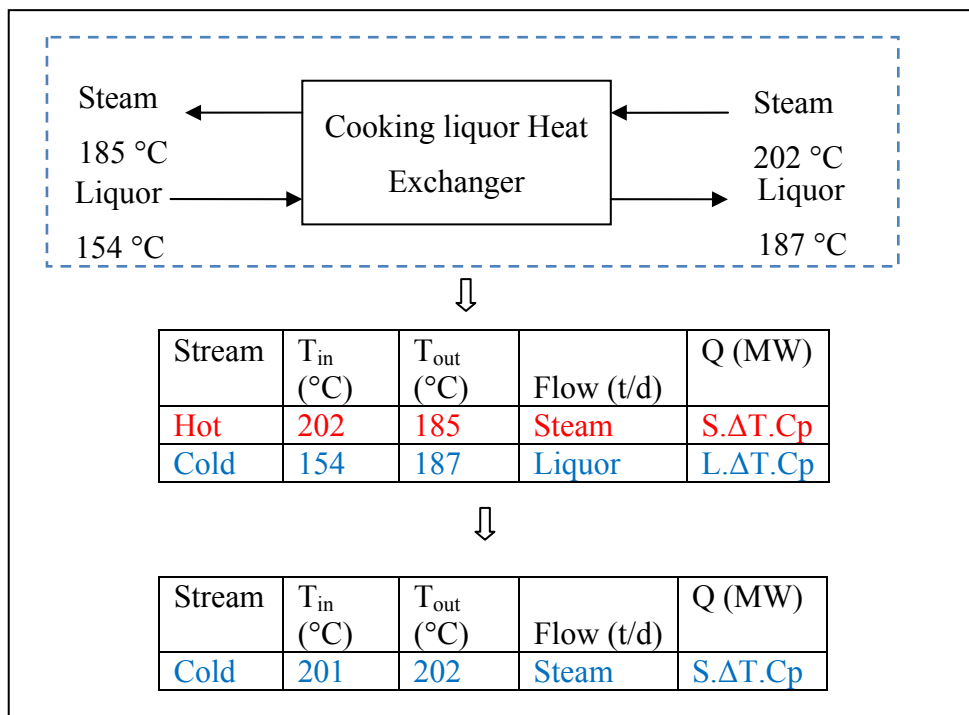 Steam
185 °C
Liquor
154 °C
Cooking liquor Heat
Exchanger
Steam
202 °C
Liquor
187 °C
Stream Tin (°C) Tout (°C) Flow (t/d) Q (MW)
Hot 202 185 Steam S.ΔT.Cp
Cold 154 187 Liquor L.ΔT.Cp
Stream Tin (°C) Tout (°C) Flow (t/d) Q (MW)
Cold 201 202 Steam S.ΔT.Cp